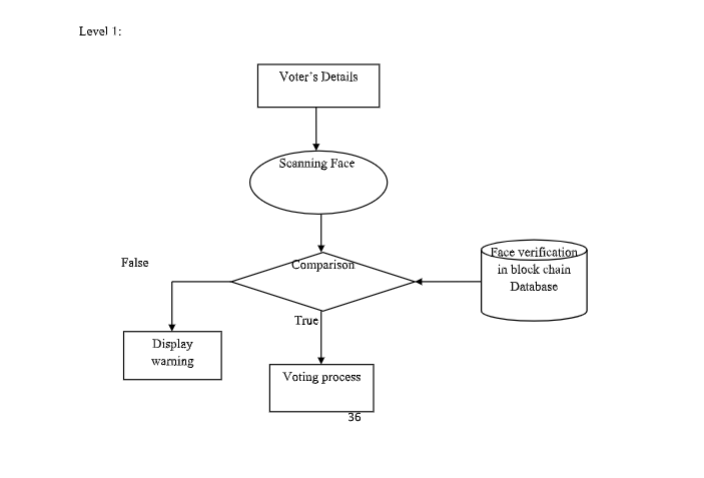 Level 1:
Voter's Details
Scanning Face
False
Comparison
Face verification
in block chain
Database
True
Display
warning
Voting process
36